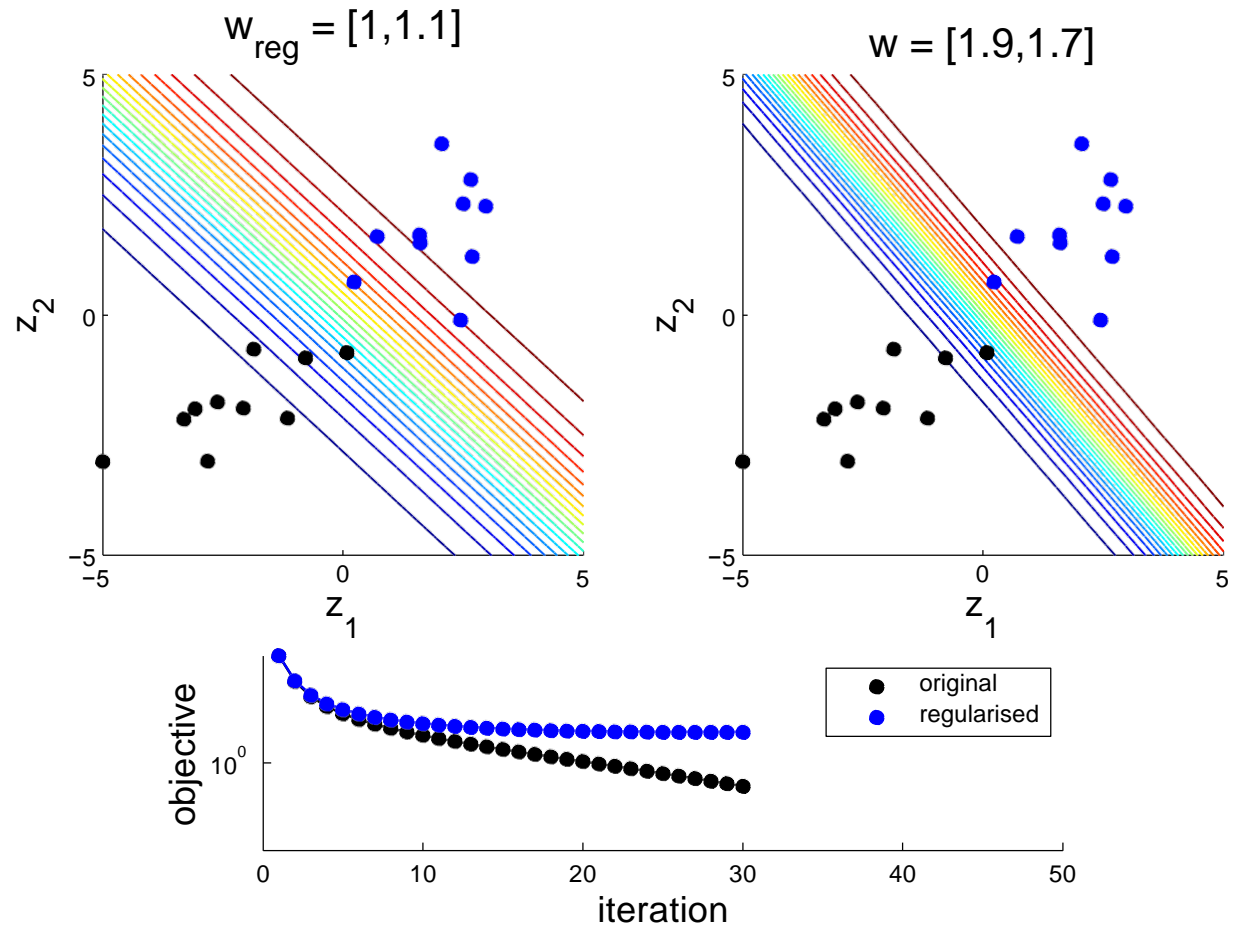 w_reg = [1,1.1]
w = [1.9,1.7]
5
0
−5
z_2
−5
0
5
z_1
5
0
−5
z_2
−5
0
5
z_1
objective
10^0
0
10
20
30
40
50
iteration
original
regularised